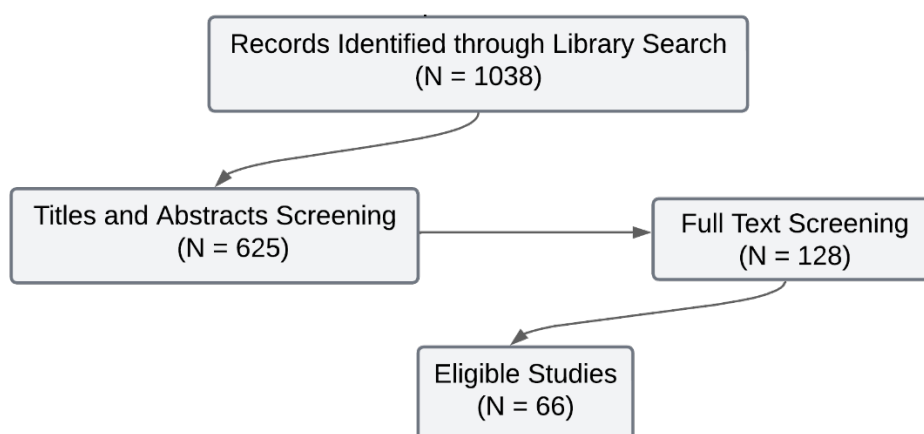 Records Identified through Library Search
(N = 1038)
Titles and Abstracts Screening
(N = 625)
Full Text Screening
(N = 128)
Eligible Studies
(N = 66)